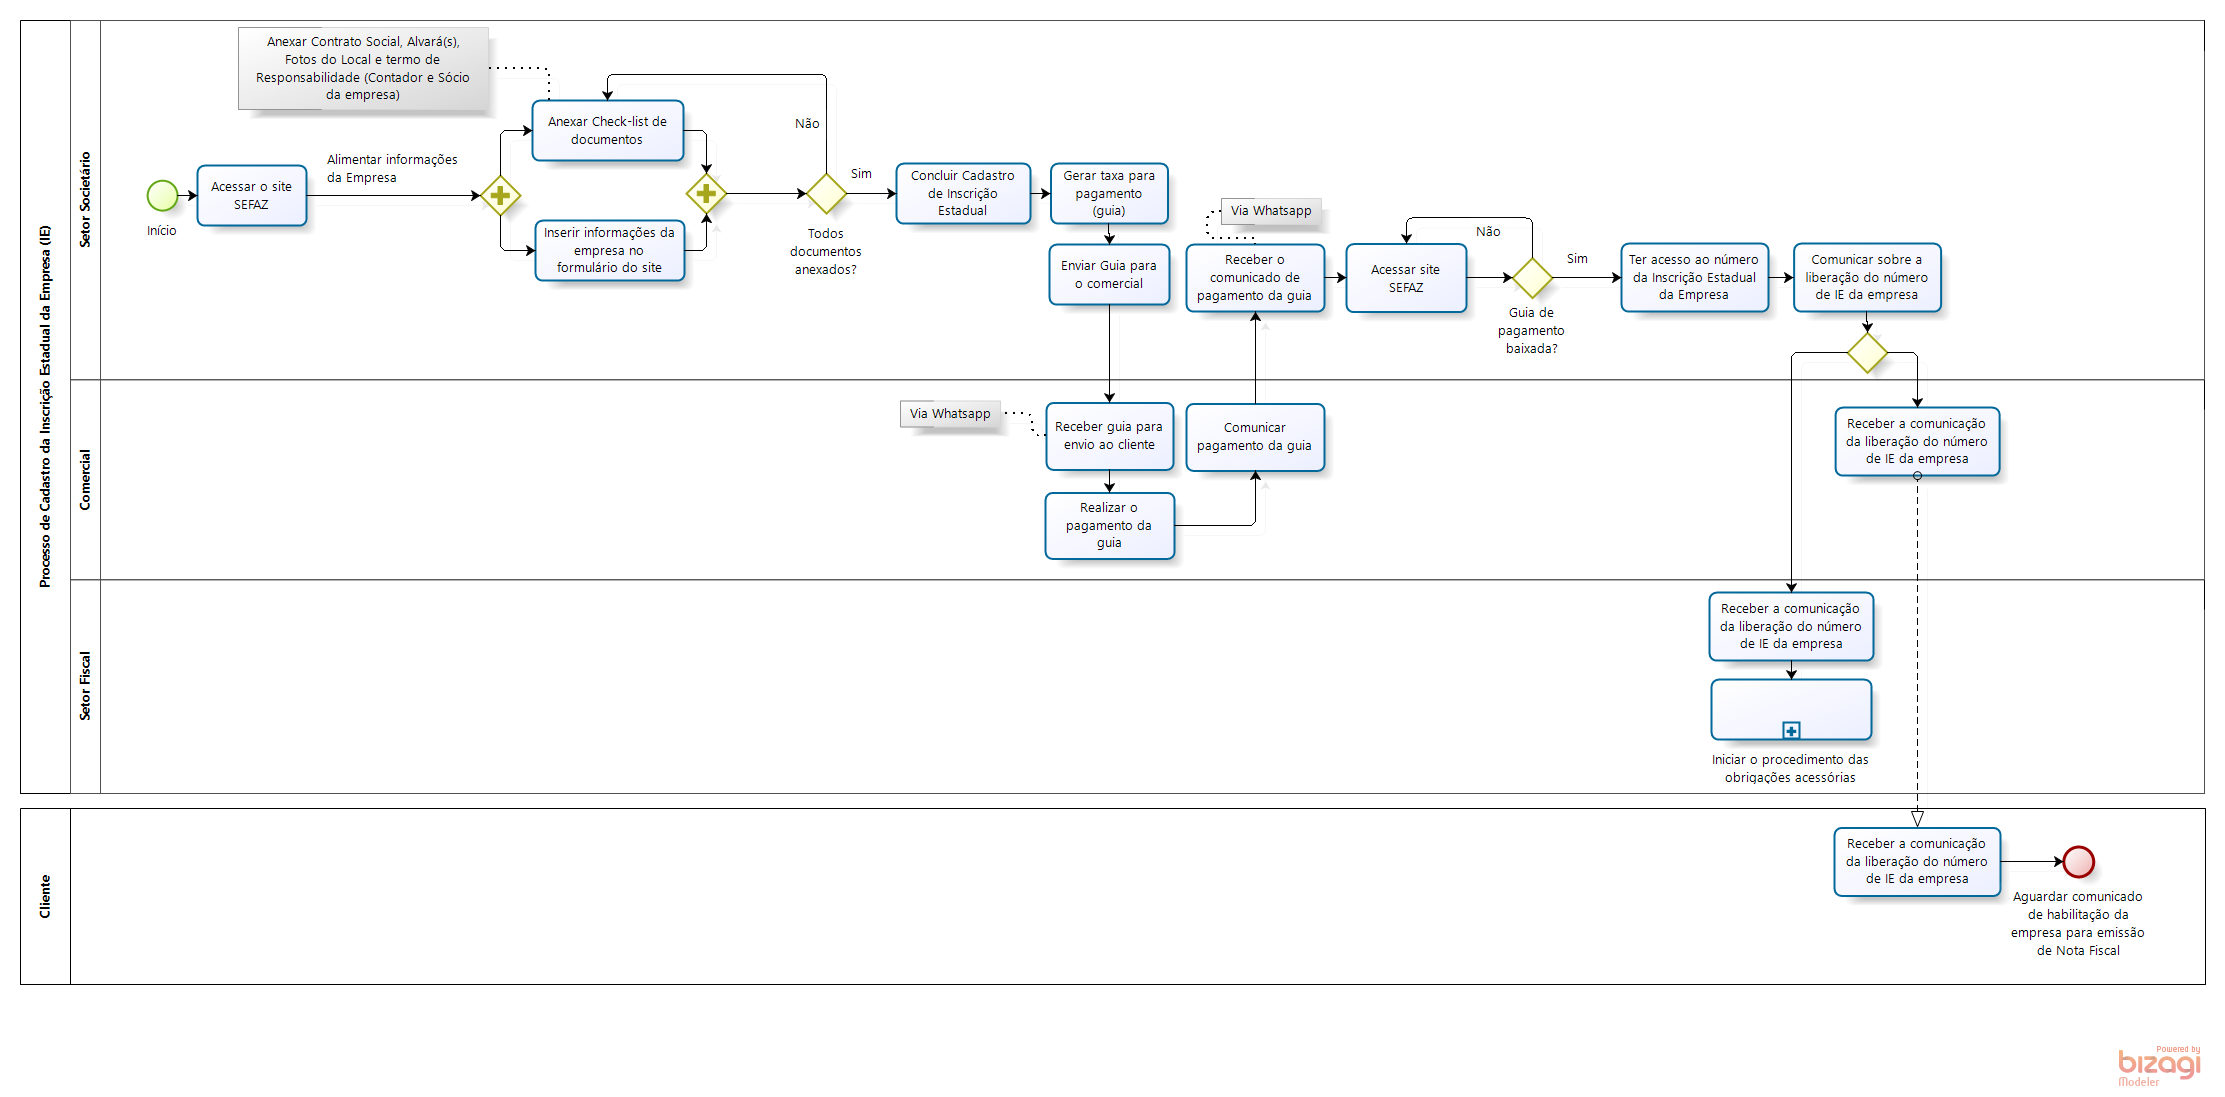 Processo de Cadastro da Inscrição Estadual da Empresa (IE)
Setor Societário
Anexar Contrato Social, Alvará(s),
Fotos do Local e termo de
Responsabilidade (Contador e Sócio
da empresa)
Início
Acessar o site
SEFAZ
Alimentar informações
da Empresa
Anexar Check-list de
documentos
Inserir informações da
empresa no
formulário do site
Não
Sim
Todos
documentos
anexados?
Concluir Cadastro
de Inscrição
Estadual
Gerar taxa para
pagamento
(guia)
Enviar Guia para
o comercial
Via Whatsapp
Receber o
comunicado de
pagamento da guia
Acessar site
SEFAZ
Não
Sim
Guia de
pagamento
baixada?
Ter acesso ao número
da Inscrição Estadual
da Empresa
Comunicar sobre a
liberação do número
de IE da empresa
Comercial
Via Whatsapp
Receber guia para
envio ao cliente
Realizar o
pagamento da
guia
Comunicar
pagamento da guia
Receber a comunicação
da liberação do número
de IE da empresa
Setor Fiscal
Receber a comunicação
da liberação do número
de IE da empresa
Iniciar o procedimento das
obrigações acessórias
Cliente
Receber a comunicação
da liberação do número
de IE da empresa
Aguardar comunicado
de habilitação da
empresa para emissão
de Nota Fiscal
Powered by
bizagi
Modeler